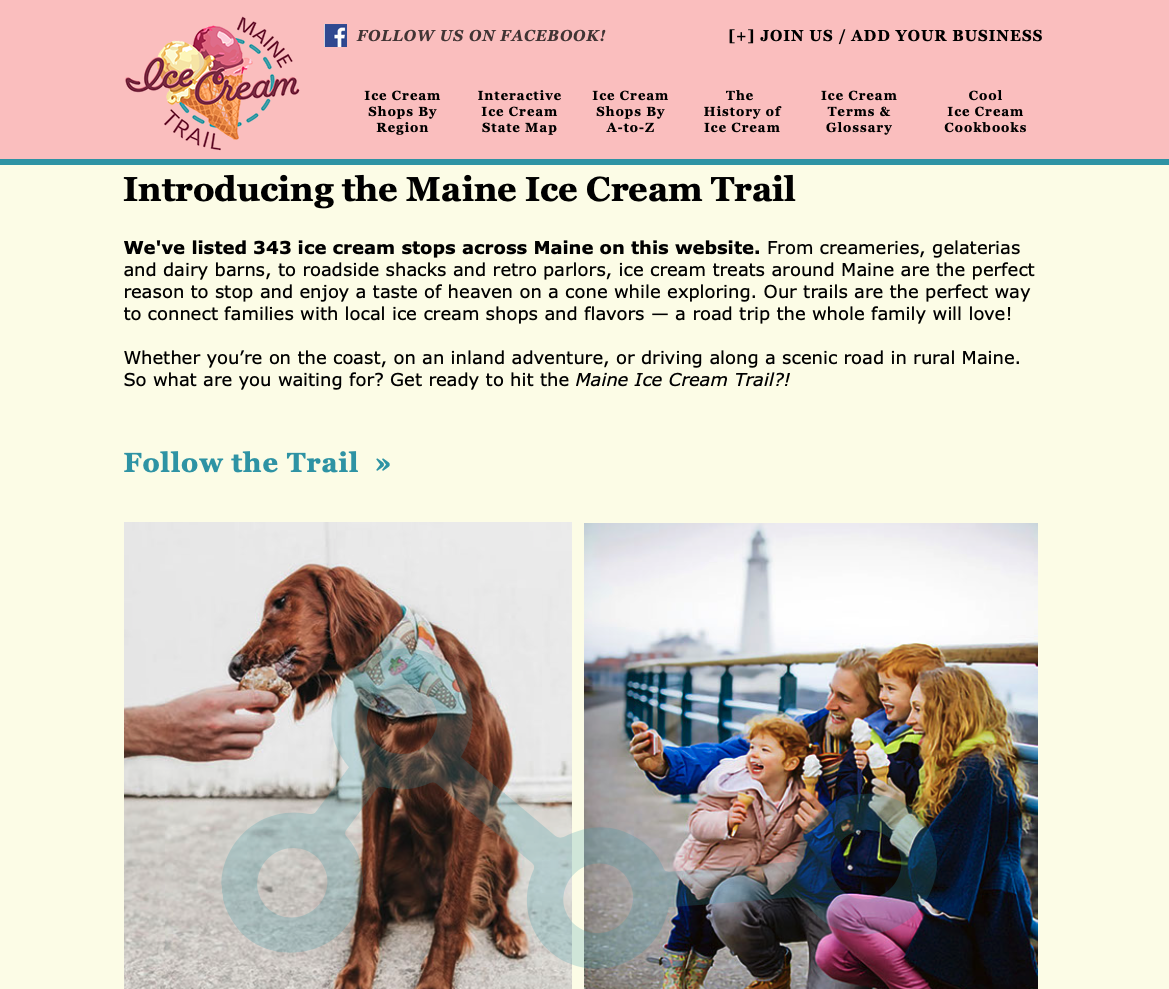 MAINE
Ice Cream
TRAIL
FOLLOW US ON FACEBOOK!
[+] JOIN US / ADD YOUR BUSINESS
Ice Cream
Shops By
Region
Interactive
Ice Cream
State Map
Ice Cream
Shops By
A-to-Z
The
History of
Ice Cream
Ice Cream
Terms &
Glossary
Cool
Ice Cream
Cookbooks
Introducing the Maine Ice Cream Trail
We've listed 343 ice cream stops across Maine on this website. From creameries, gelaterias
and dairy barns, to roadside shacks and retro parlors, ice cream treats around Maine are the perfect
reason to stop and enjoy a taste of heaven on a cone while exploring. Our trails are the perfect way
to connect families with local ice cream shops and flavors — a road trip the whole family will love!
Whether you’re on the coast, on an inland adventure, or driving along a scenic road in rural Maine.
So what are you waiting for? Get ready to hit the Maine Ice Cream Trail?!
Follow the Trail »